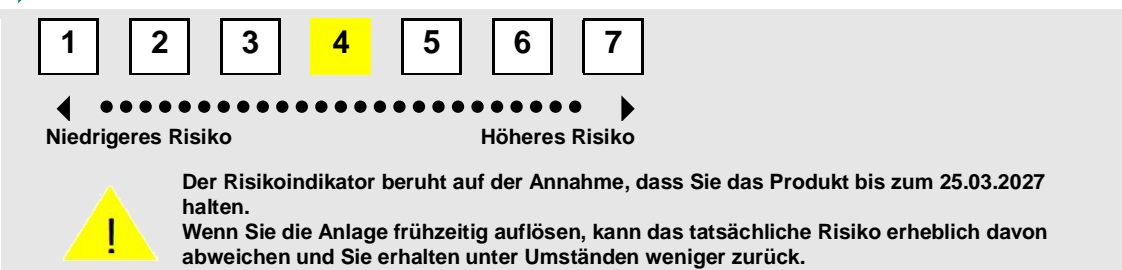 1 2 3 4 5 6 7
Niedrigeres Risiko Höheres Risiko
Der Risikoindikator beruht auf der Annahme, dass Sie das Produkt bis zum 25.03.2027
halten.
! Wenn Sie die Anlage frühzeitig auflösen, kann das tatsächliche Risiko erheblich davon
abweichen und Sie erhalten unter Umständen weniger zurück.